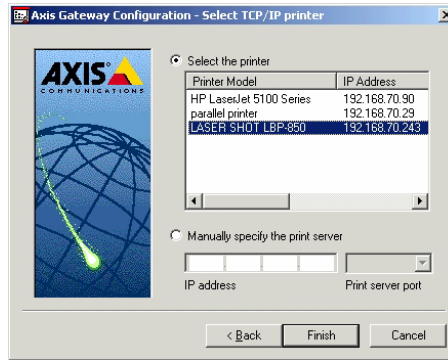 Axis Gateway Configuration - Select TCP/IP printer
AXIS
COMMUNICATIONS
Select the printer
Printer Model IP Address
HP LaserJet 5100 Series 192.168.70.90
parallel printer 192.168.70.29
LASER SHOT LBP-850 192.168.70.243
Manually specify the print server
IP address Print server port
< Back Finish Cancel